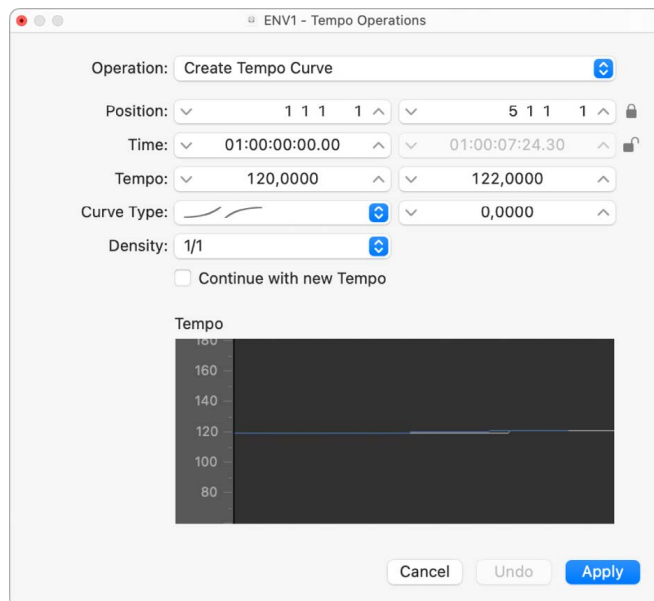 ENV1 - Tempo Operations
Operation: Create Tempo Curve
Position: 1 1 1 1 5 1 1 1
Time: 01:00:00:00.00 01:00:07:24.30
Tempo: 120,0000 122,0000
Curve Type: 0,0000
Density: 1/1
Continue with new Tempo
Tempo
180
160
140
120
100
80
Cancel Undo Apply